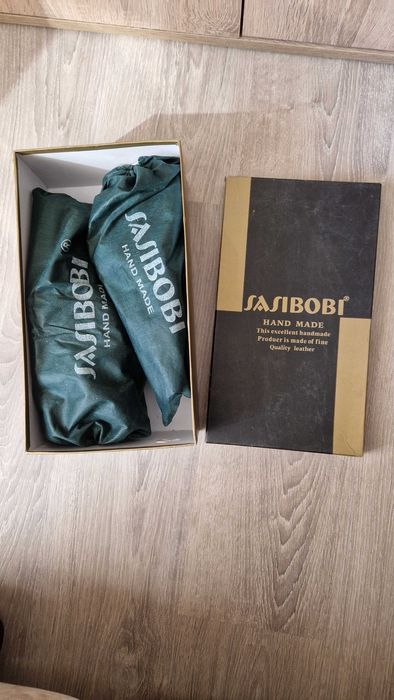 SASIBOBI
HAND MADE
SASIBOBI
HAND MADE
SASIBOBI®
HAND MADE
This excellent handmade
Producer is made of fine
Quality leather